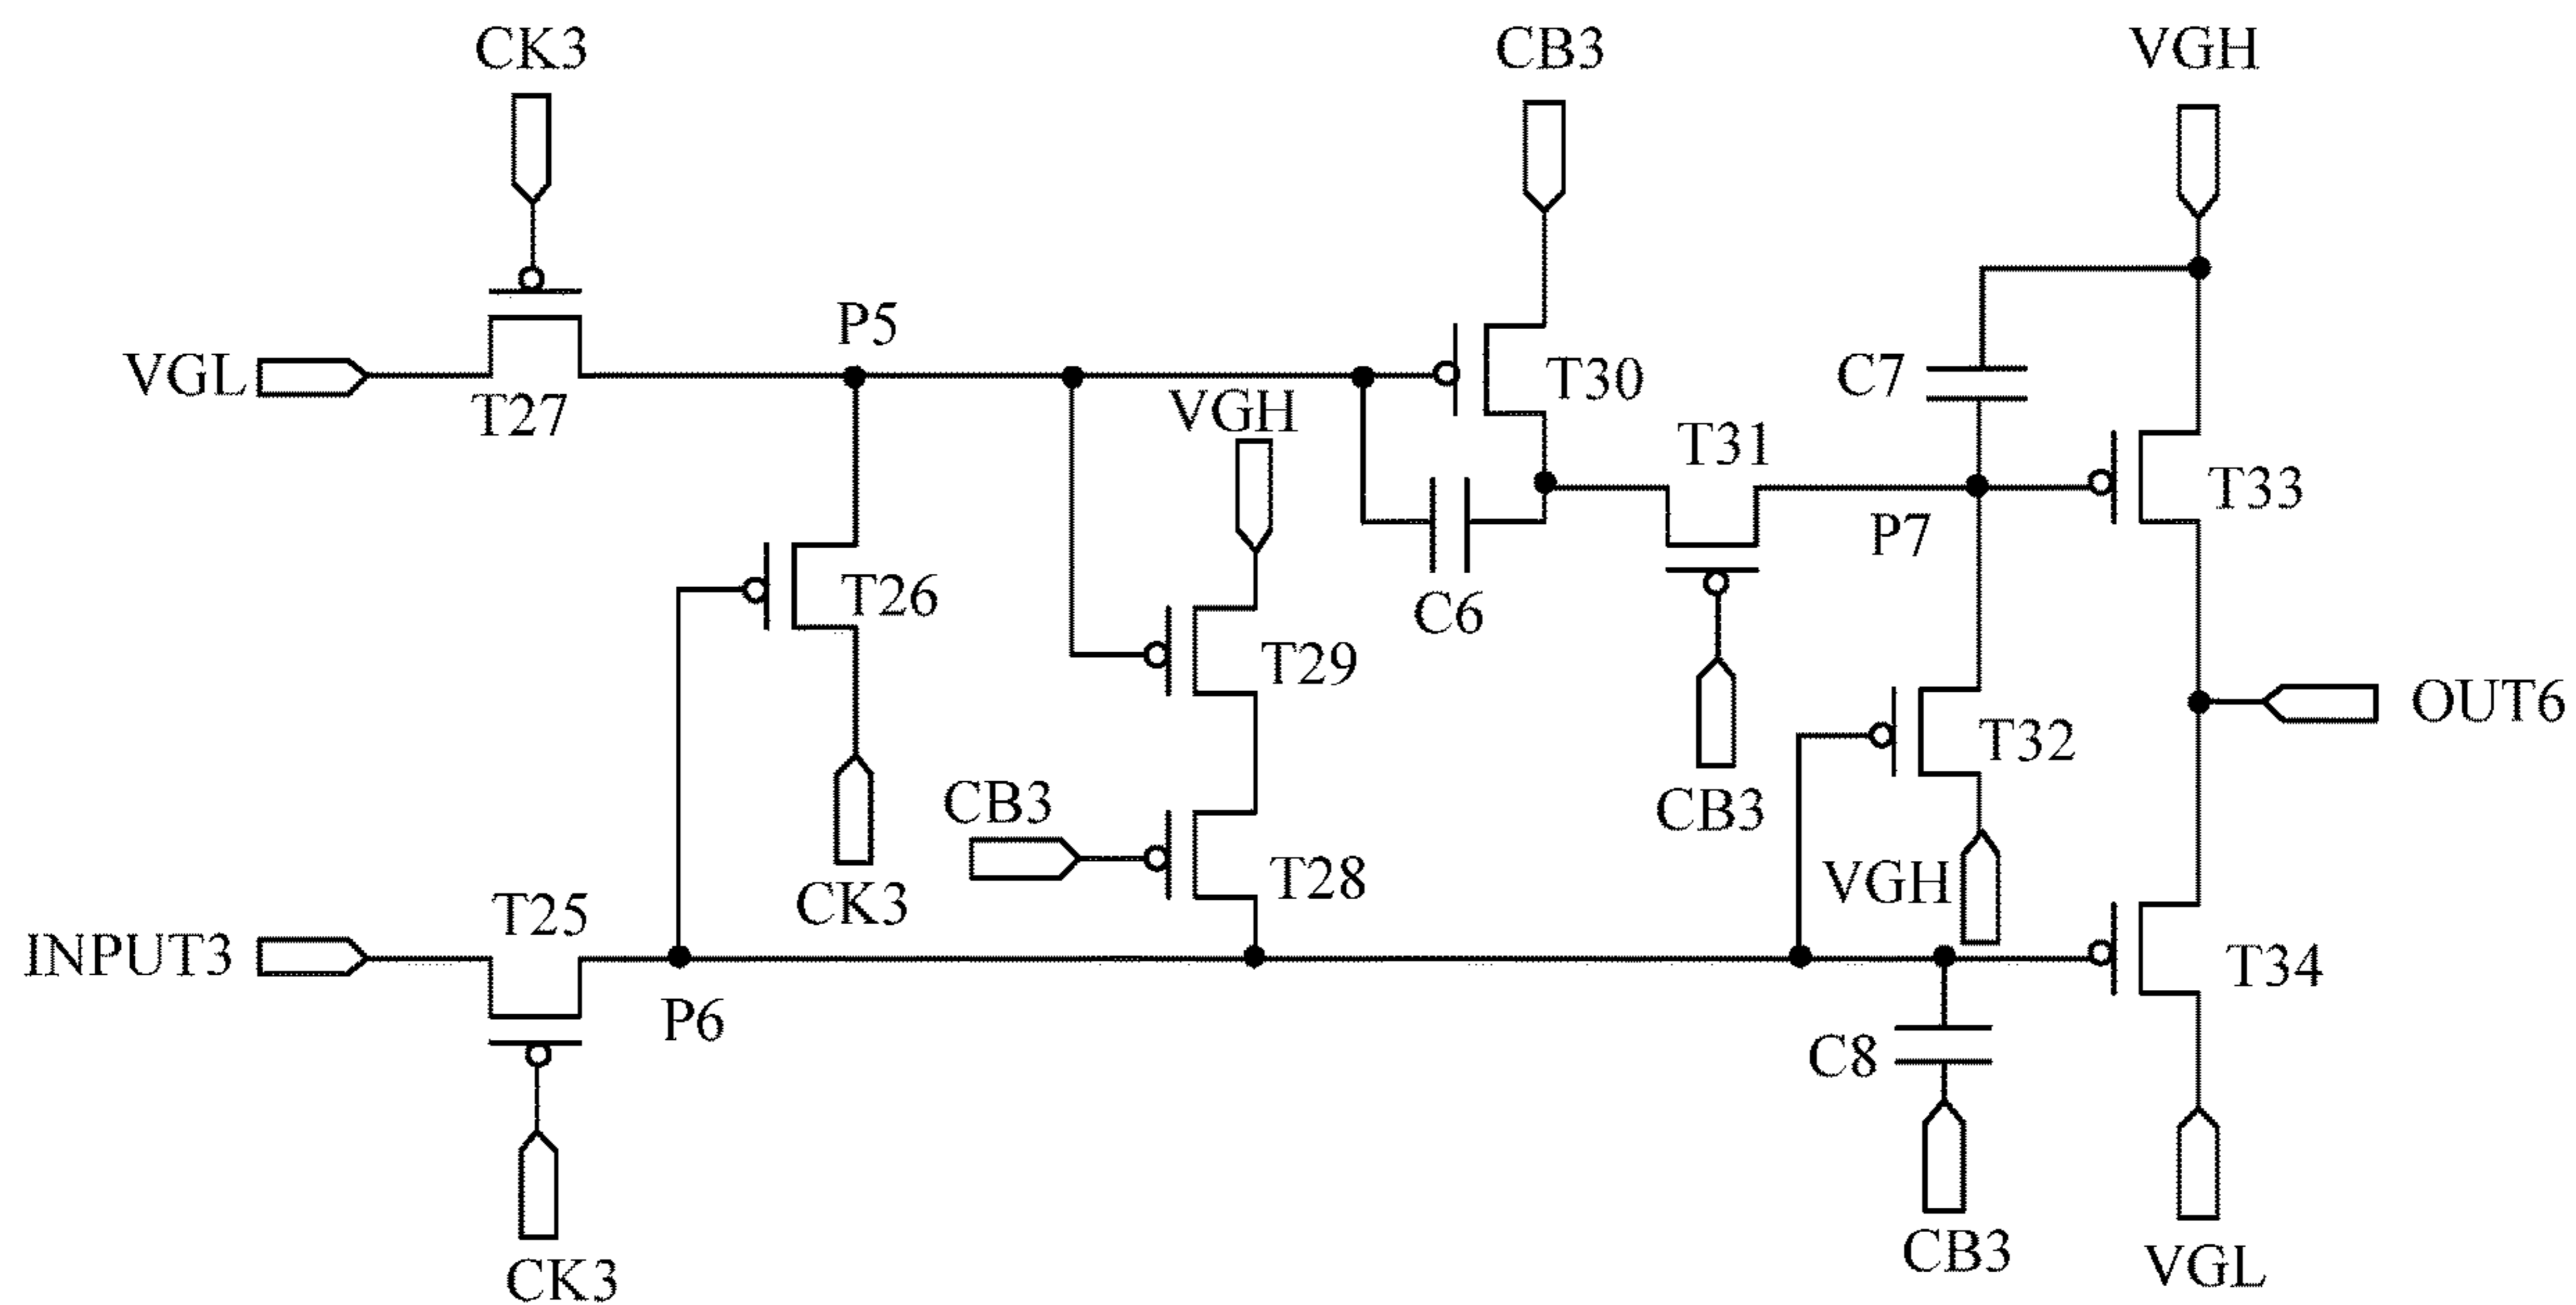 CK3
CB3
VGH
P5
VGL
T27
VGH
T30
C7
T31
T33
P7
T26
C6
T29
OUT6
T32
CB3
CB3
VGH
T28
CK3
T25
INPUT3
T34
P6
C8
CK3
CB3
VGL